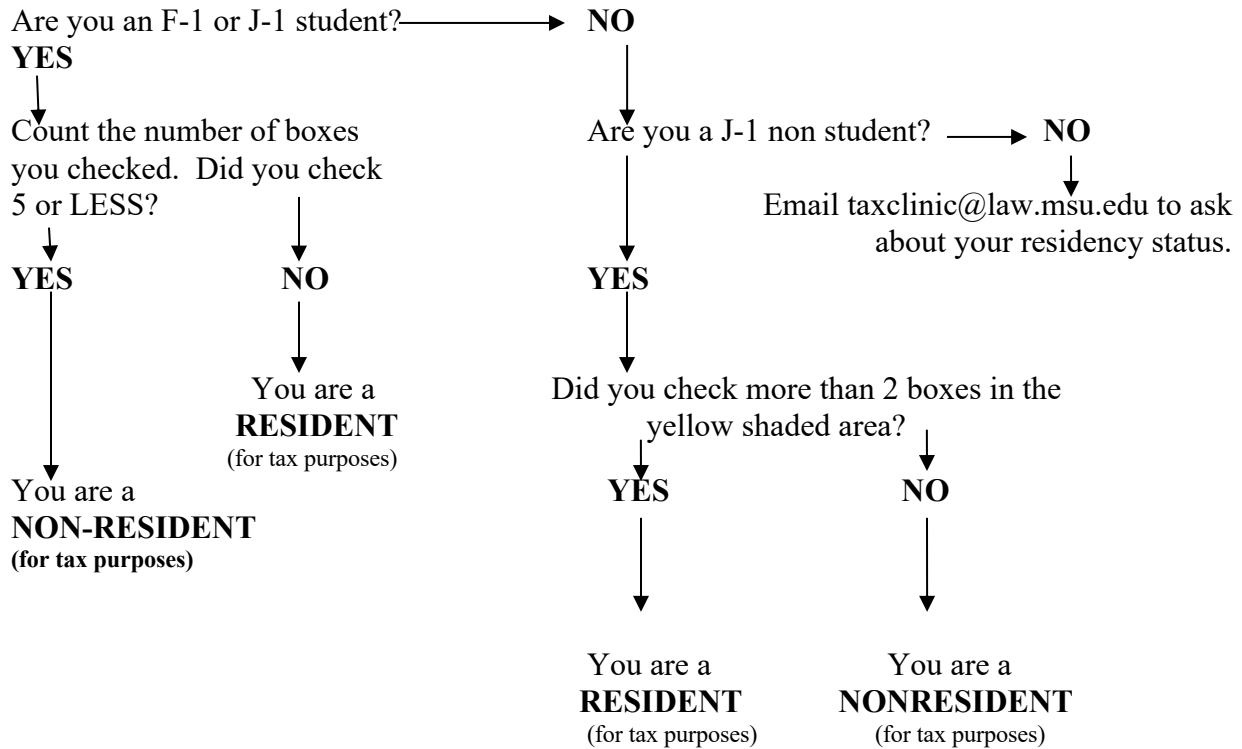 Are you an F-1 or J-1 student?
NO
YES
Count the number of boxes
you checked.  Did you check
5 or LESS?
Are you a J-1 non student?
NO
Email taxclinic@law.msu.edu to ask
about your residency status.
YES
NO
YES
You are a
RESIDENT
(for tax purposes)
Did you check more than 2 boxes in the
yellow shaded area?
You are a
NON-RESIDENT
(for tax purposes)
YES
NO
You are a
RESIDENT
(for tax purposes)
You are a
NONRESIDENT
(for tax purposes)